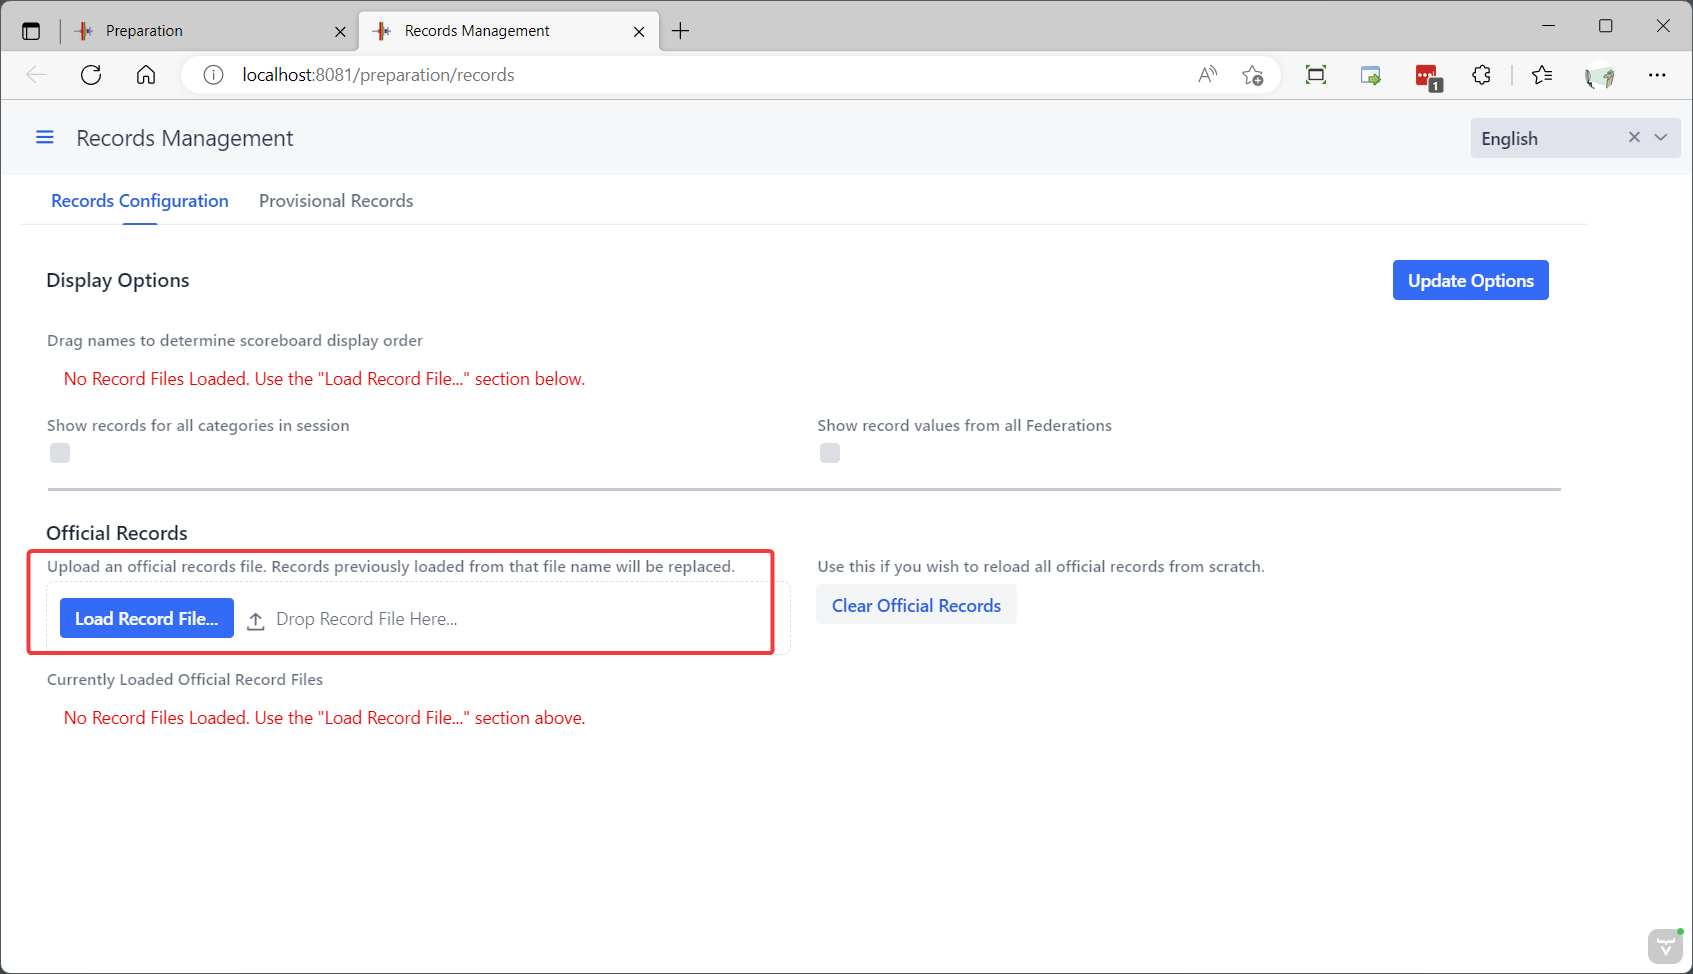 Preparation
Records Management
localhost:8081/preparation/records
1
Records Management
English
Records Configuration
Provisional Records
Display Options
Update Options
Drag names to determine scoreboard display order
No Record Files Loaded. Use the "Load Record File..." section below.
Show records for all categories in session
Show record values from all Federations
Official Records
Upload an official records file. Records previously loaded from that file name will be replaced.
Use this if you wish to reload all official records from scratch.
Load Record File...
Drop Record File Here...
Clear Official Records
Currently Loaded Official Record Files
No Record Files Loaded. Use the "Load Record File..." section above.